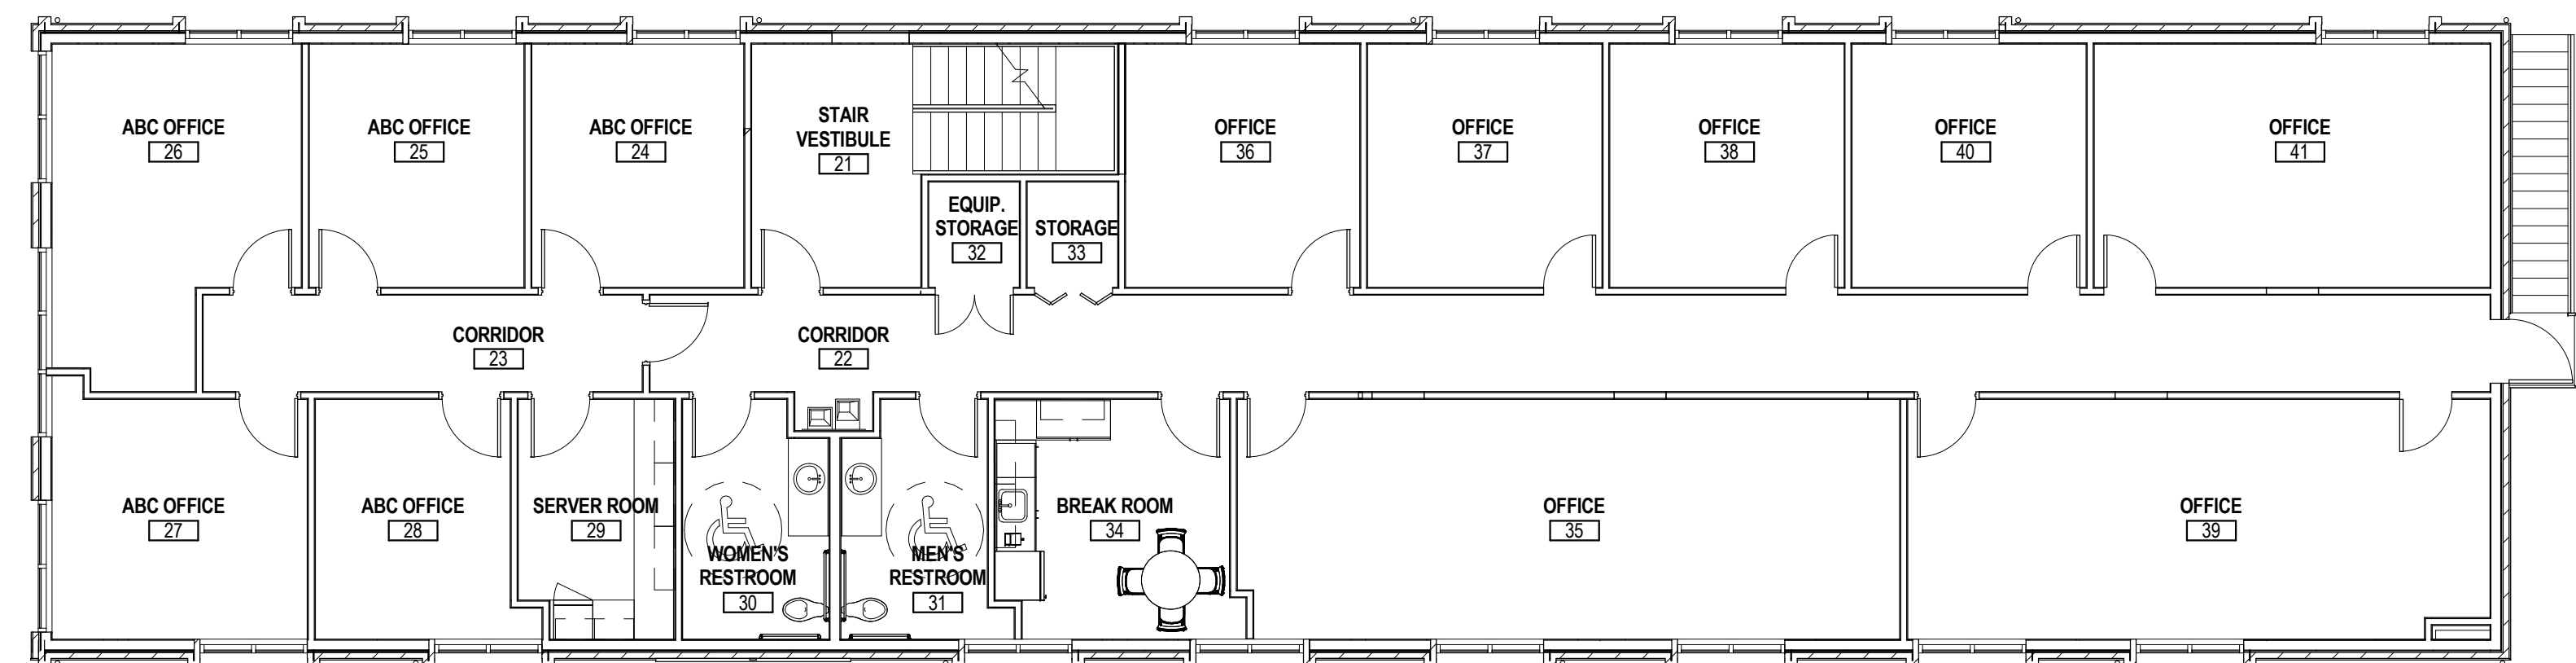 ABC OFFICE
26
ABC OFFICE
25
ABC OFFICE
24
STAIR
VESTIBULE
21
EQUIP.
STORAGE
32
STORAGE
33
OFFICE
36
OFFICE
37
OFFICE
38
OFFICE
40
OFFICE
41
CORRIDOR
23
CORRIDOR
22
ABC OFFICE
27
ABC OFFICE
28
SERVER ROOM
29
WOMEN'S
RESTROOM
30
MEN'S
RESTROOM
31
BREAK ROOM
34
OFFICE
35
OFFICE
39